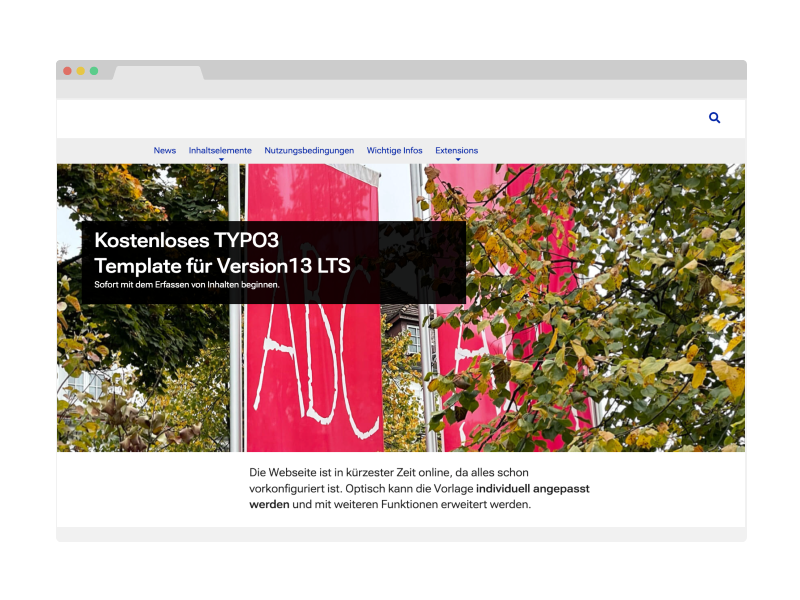 News Inhaltselemente Nutzungsbedingungen Wichtige Infos Extensions
Kostenloses TYPO3
Template für Version13 LTS
Sofort mit dem Erfassen von Inhalten beginnen.
ABC
A
Die Webseite ist in kürzester Zeit online, da alles schon
vorkonfiguriert ist. Optisch kann die Vorlage individuell angepasst
werden und mit weiteren Funktionen erweitert werden.